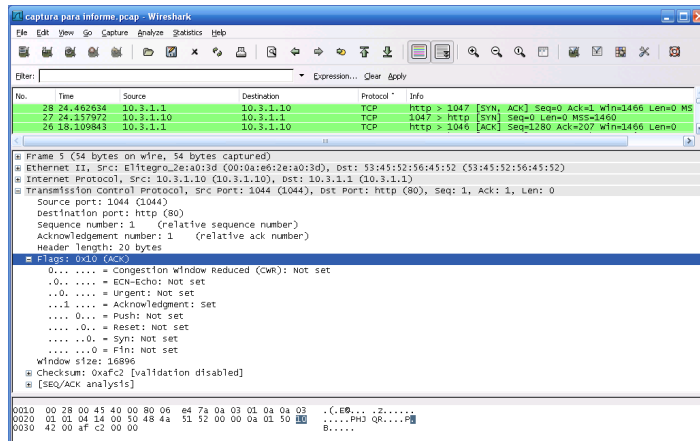 captura para informe.pcap - Wireshark
File Edit View Go Capture Analyze Statistics Help
Filter: Expression... Clear Apply
No. Time Source Destination Protocol Info
28 24.462634 10.3.1.1 10.3.1.10 TCP http > 1047 [SYN, ACK] Seq=0 Ack=1 Win=1466 Len=0 MS
27 24.157972 10.3.1.10 10.3.1.1 TCP 1047 > http [SYN] Seq=0 Len=0 MSS=1460
26 18.109843 10.3.1.1 10.3.1.10 TCP http > 1046 [ACK] Seq=1280 Ack=207 Win=1466 Len=0
Frame 5 (54 bytes on wire, 54 bytes captured)
Ethernet II, Src: Elitegro_2e:a0:3d (00:0a:e6:2e:a0:3d), Dst: 53:45:52:56:45:52 (53:45:52:56:45:52)
Internet Protocol, Src: 10.3.1.10 (10.3.1.10), Dst: 10.3.1.1 (10.3.1.1)
Transmission Control Protocol, Src Port: 1044 (1044), Dst Port: http (80), Seq: 1, Ack: 1, Len: 0
Source port: 1044 (1044)
Destination port: http (80)
Sequence number: 1 (relative sequence number)
Acknowledgement number: 1 (relative ack number)
Header length: 20 bytes
Flags: 0x10 (ACK)
0... .... = Congestion Window Reduced (CWR): Not set
.0.. .... = ECN-Echo: Not set
..0. .... = Urgent: Not set
...1 .... = Acknowledgment: Set
.... 0... = Push: Not set
.... .0.. = Reset: Not set
.... ..0. = Syn: Not set
.... ...0 = Fin: Not set
Window size: 16896
Checksum: 0xafc2 [validation disabled]
[SEQ/ACK analysis]
0010 00 28 00 45 40 00 80 06 e4 7a 0a 03 01 0a 0a 03 .(.E@... .z......
0020 01 01 04 14 00 50 48 4a 51 52 00 00 0a 01 50 10 .....PHJ QR....P.
0030 42 00 af c2 00 00 B.....